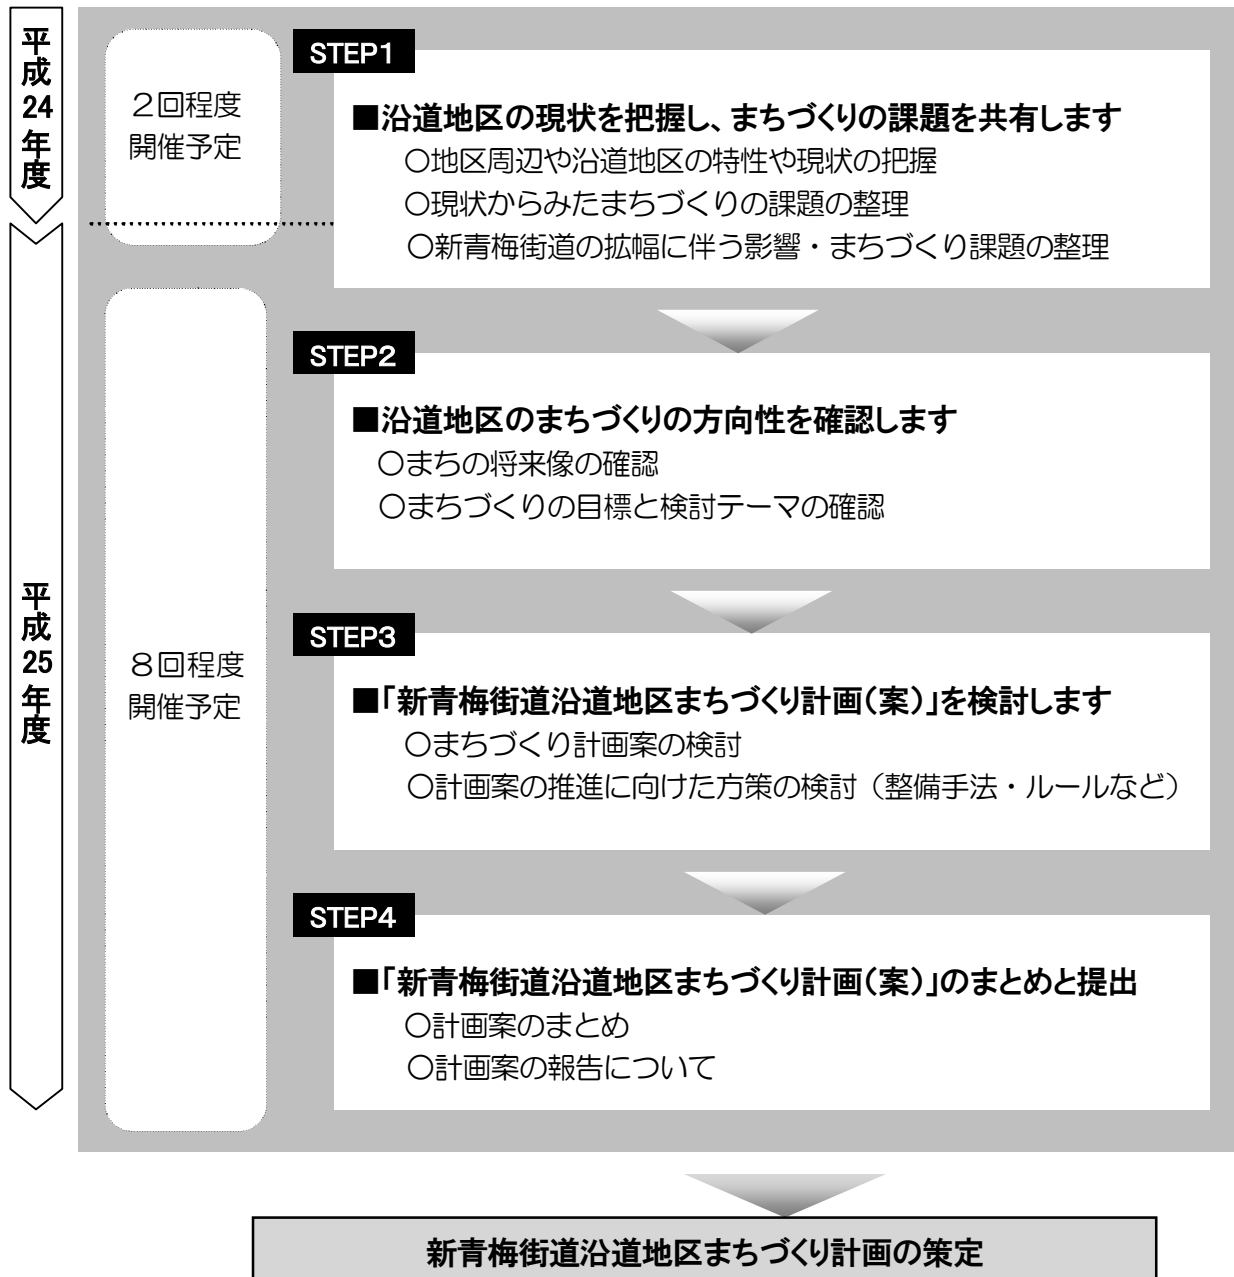 平成24年度
2回程度
開催予定
STEP1
■沿道地区の現状を把握し、まちづくりの課題を共有します
○地区周辺や沿道地区の特性や現状の把握
○現状からみたまちづくりの課題の整理
○新青梅街道の拡幅に伴う影響・まちづくり課題の整理
平成25年度
8回程度
開催予定
STEP2
■沿道地区のまちづくりの方向性を確認します
○まちの将来像の確認
○まちづくりの目標と検討テーマの確認
STEP3
■「新青梅街道沿道地区まちづくり計画(案)」を検討します
○まちづくり計画案の検討
○計画案の推進に向けた方策の検討（整備手法・ルールなど）
STEP4
■「新青梅街道沿道地区まちづくり計画(案)」のまとめと提出
○計画案のまとめ
○計画案の報告について
新青梅街道沿道地区まちづくり計画の策定